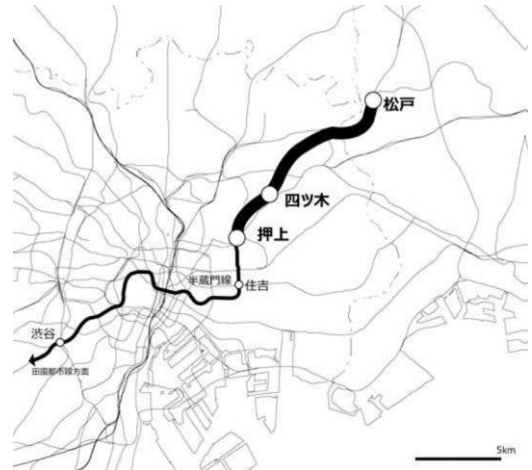 松戸
四ツ木
押上
半蔵門線
住吉
渋谷
田園都市線方面
5km